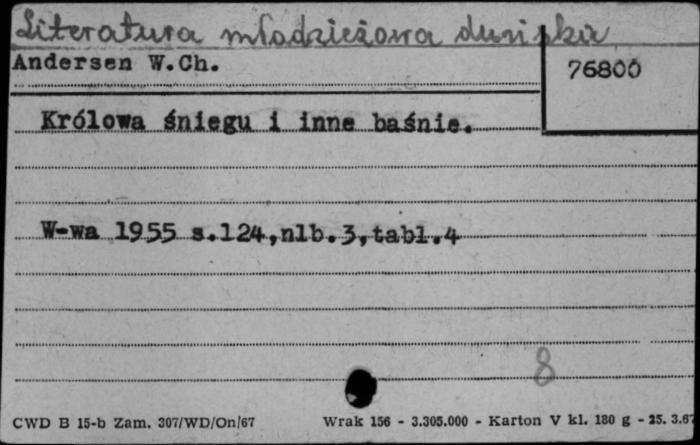 Literatura młodzieżowa duńska
Andersen W.Ch.
76800
Królowa śniegu i inne baśnie.
W-wa 1955 s.124,nlb.3,tabl.4
8
CWD B 15-b Zam. 307/WD/On/67
Wrak 156 - 3.305.000 - Karton V kl. 180 g - 25. 3.67